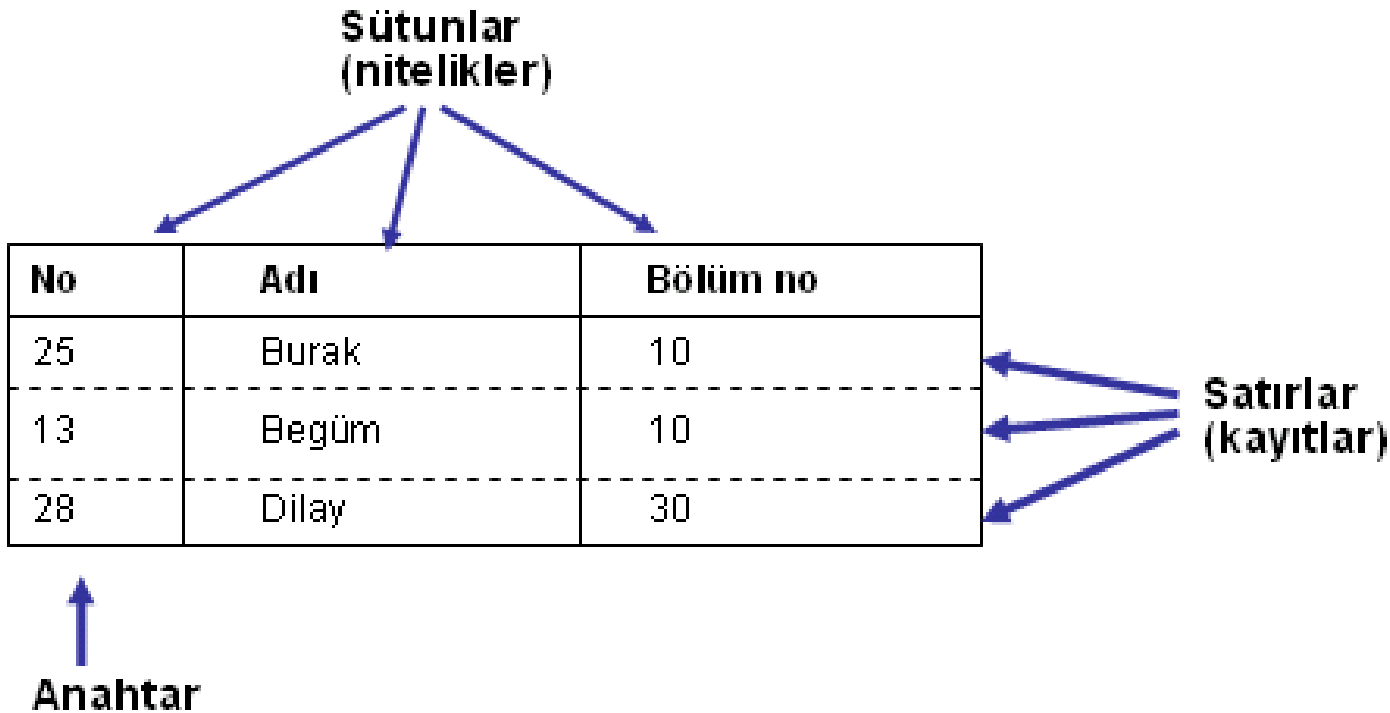 Sütunlar
(nitelikler)
No Adı Bölüm no
25 Burak 10
13 Begüm 10
28 Dilay 30
Satırlar
(kayıtlar)
Anahtar